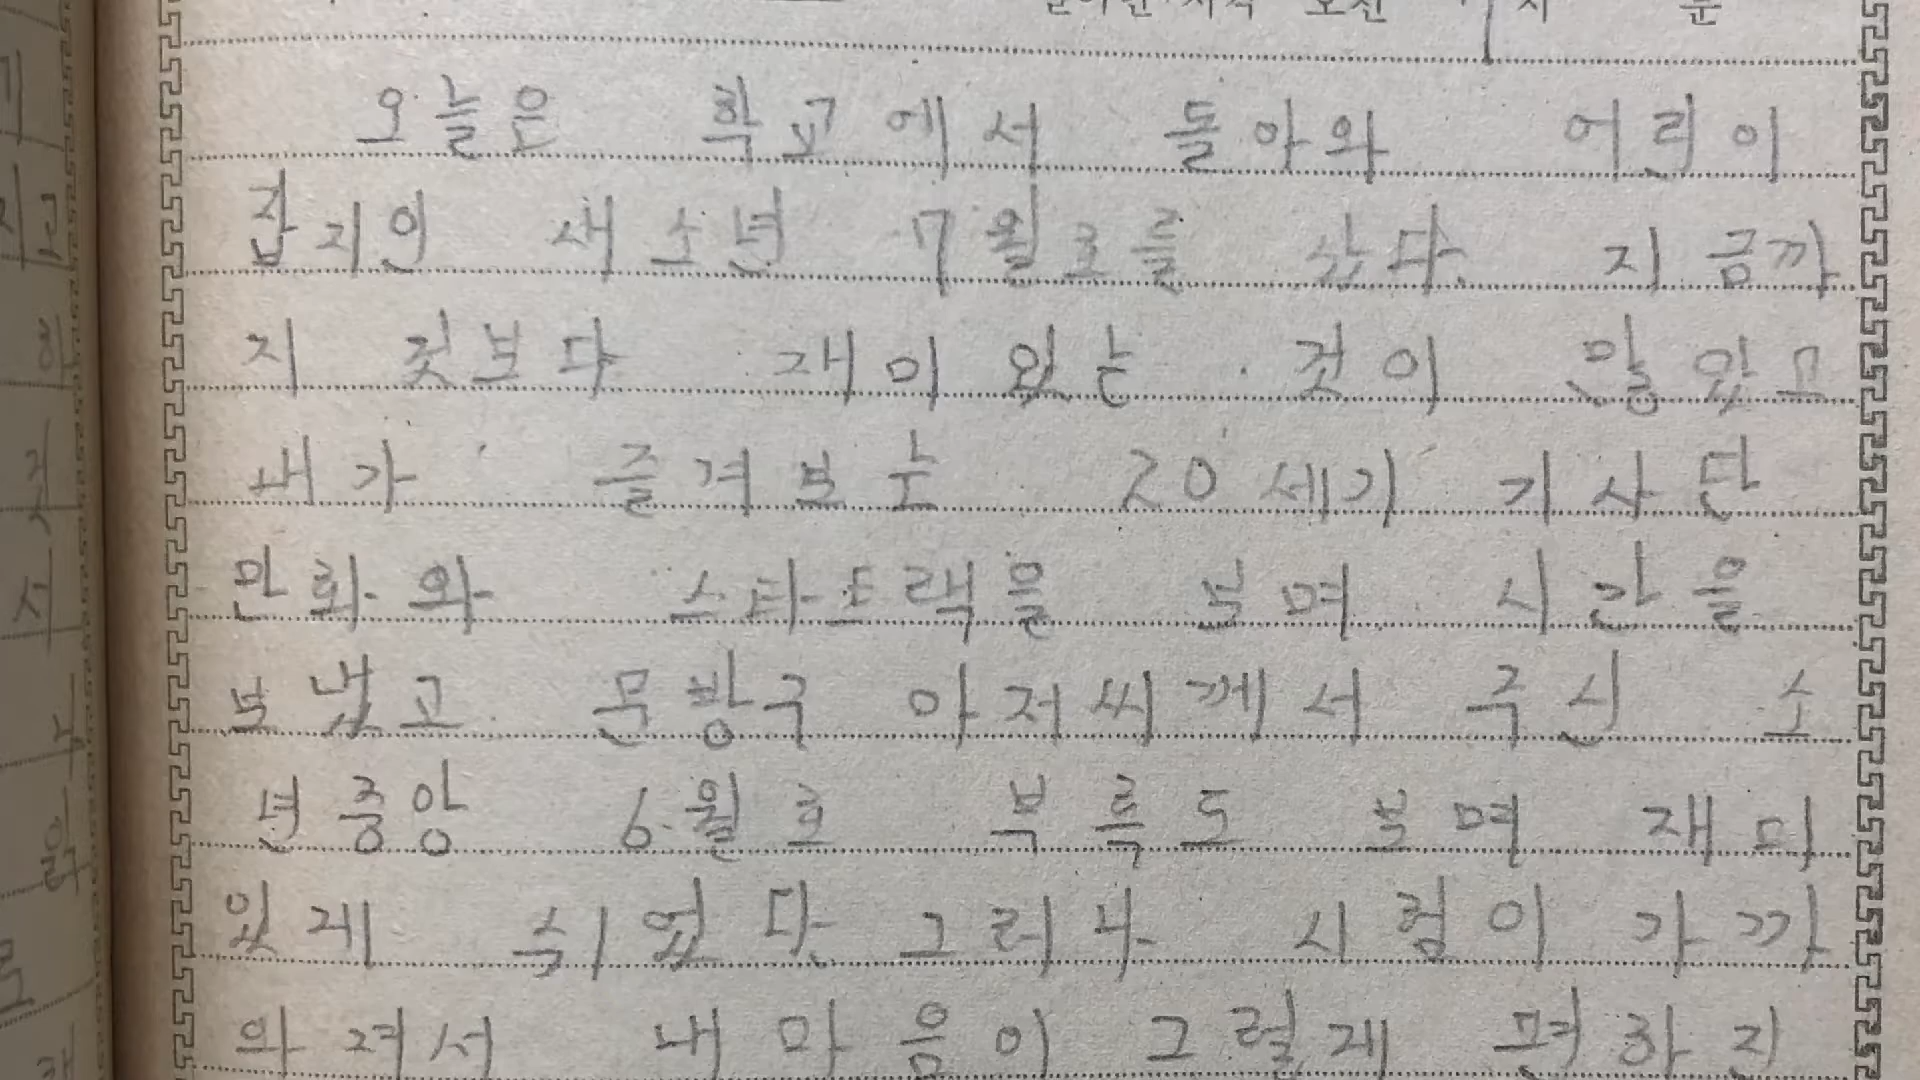 오늘은 학교에서 돌아와 어리이
잡지인 새소년 7월호를 샀다. 지금까
지 것보다 재미있는 것이 많았고
내가 즐겨보는 20세기 기사단
만화와 스타트랙을 보며 시간을
보냈고 문방구 아저씨께서 주신 소
년중앙 6월호 부록도 보며 재미
있게 쉬었다. 그러나 시험이 가까
와져서 내 마음이 그렇게 편하진